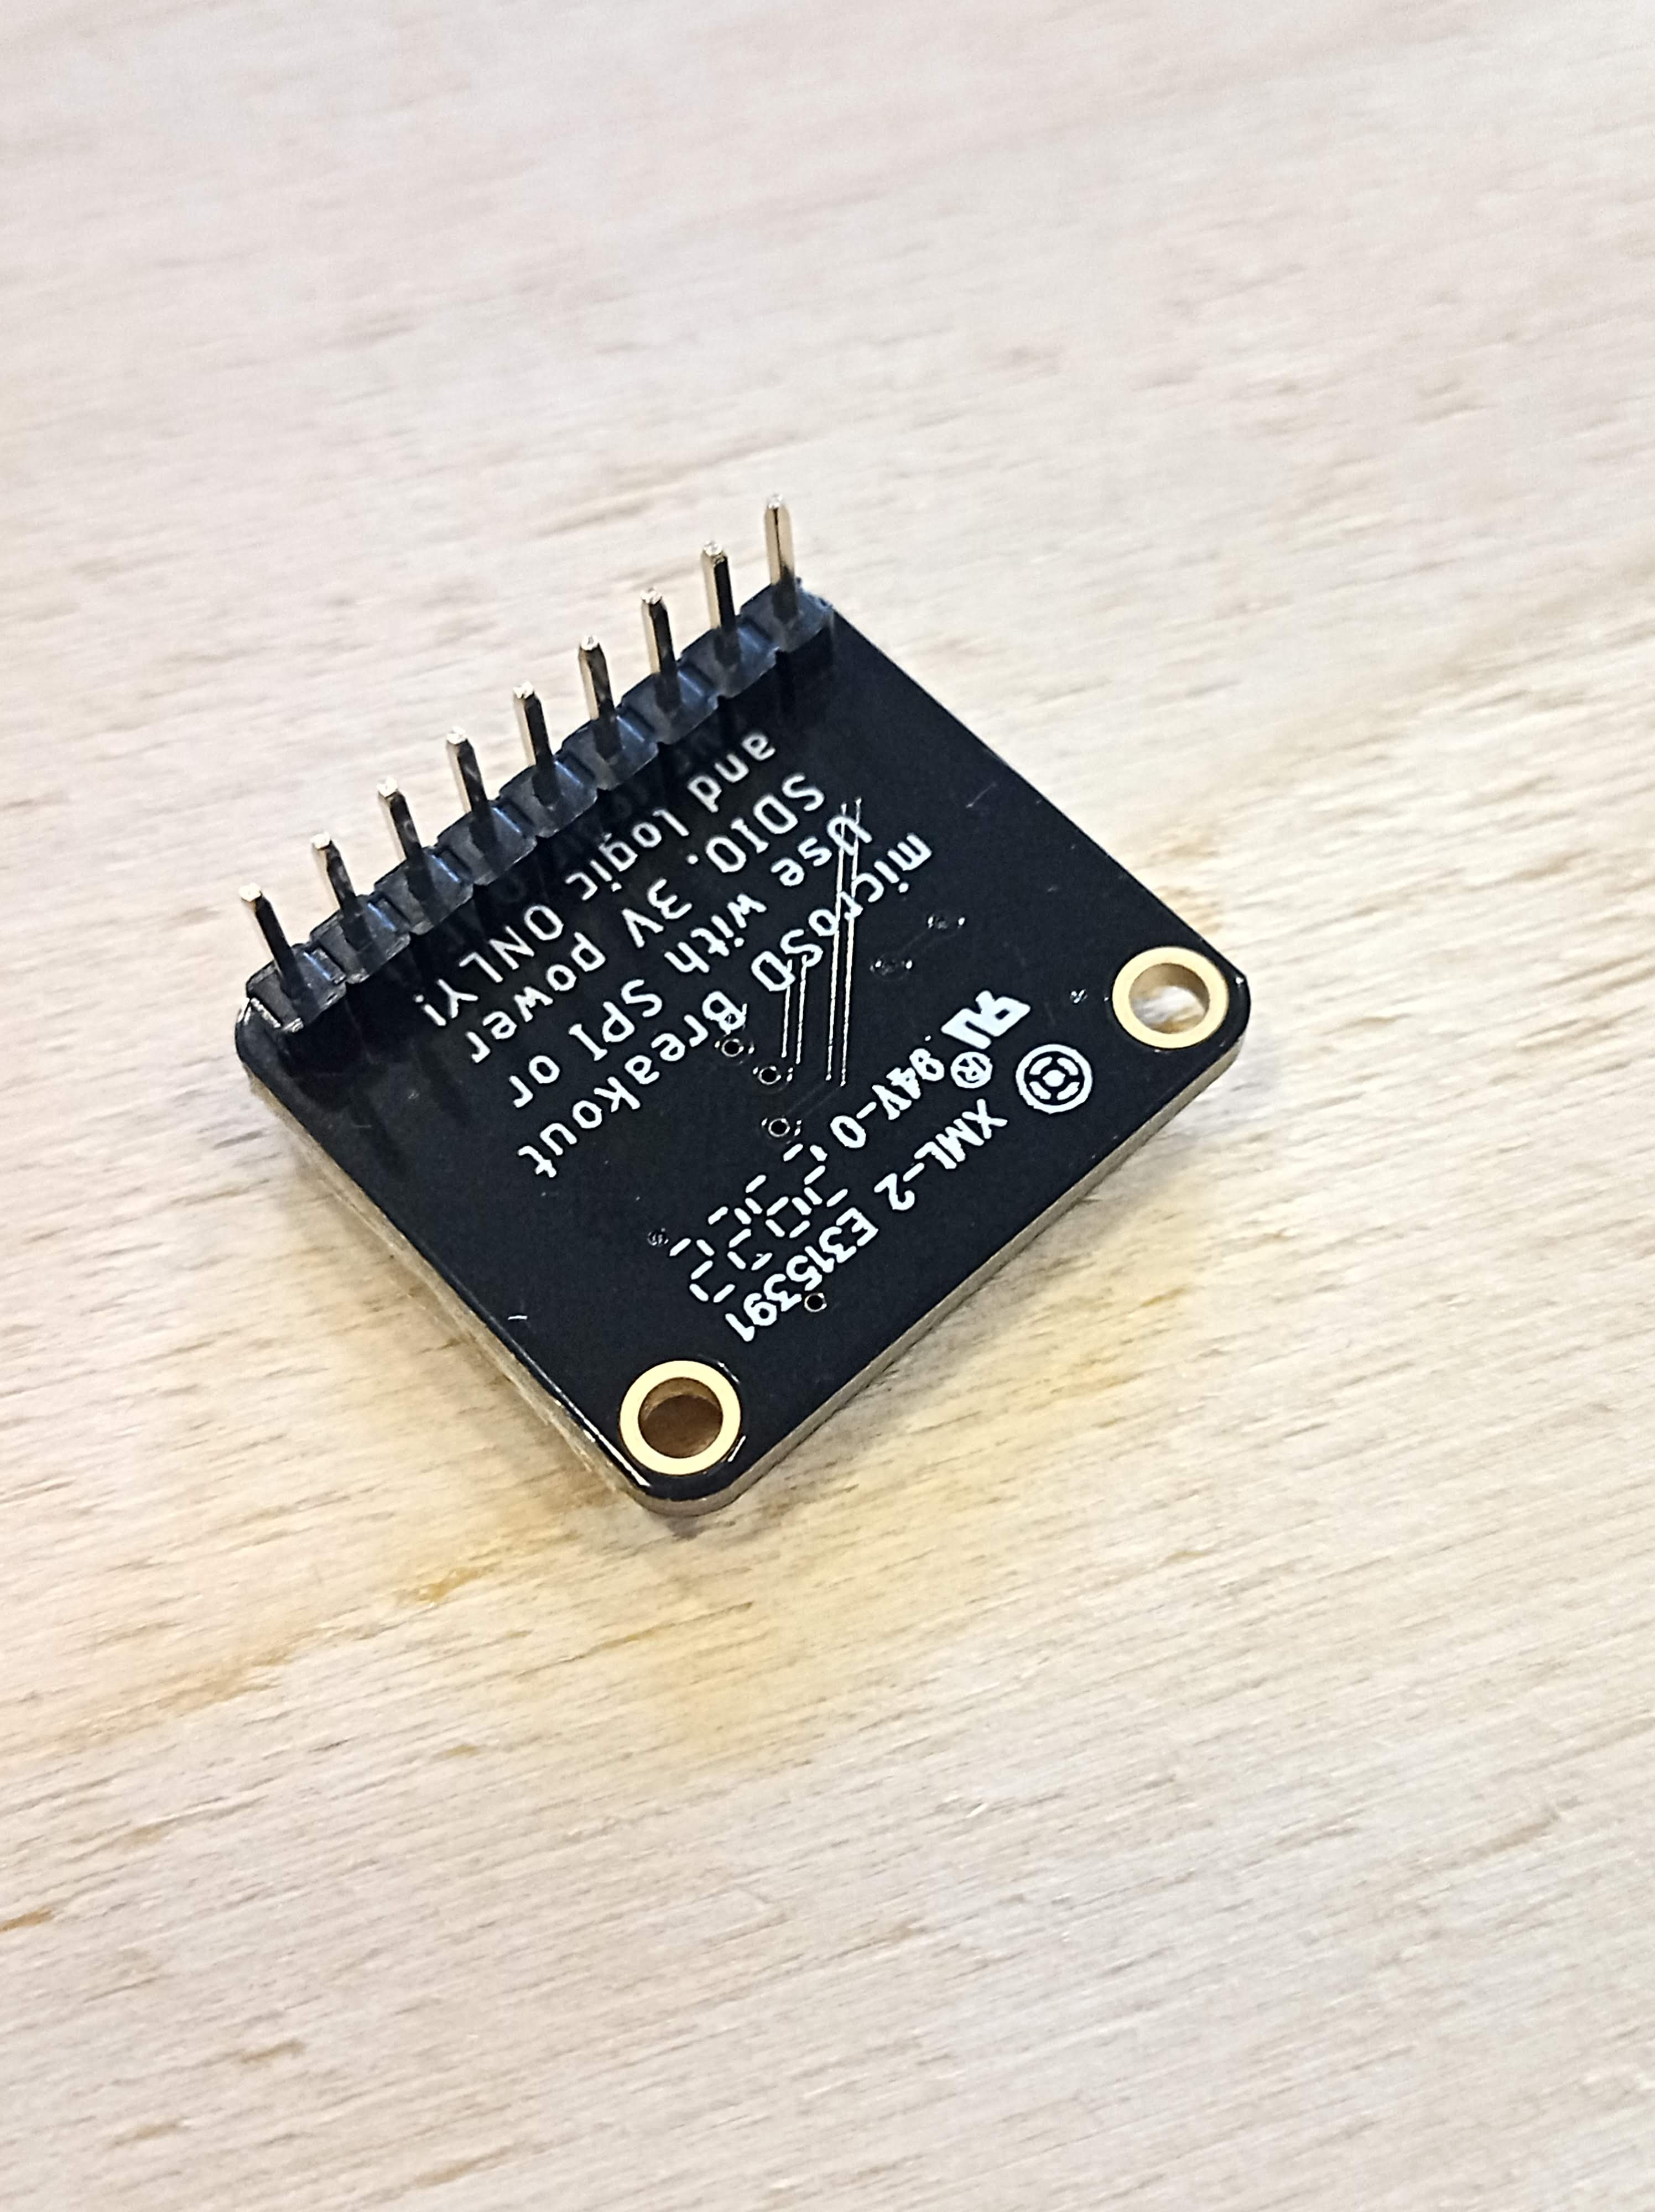 XML-2 E315391
® 94V-0
microSD Breakout
Use with SPI or
SDIO. 3V power
and logic ONLY!